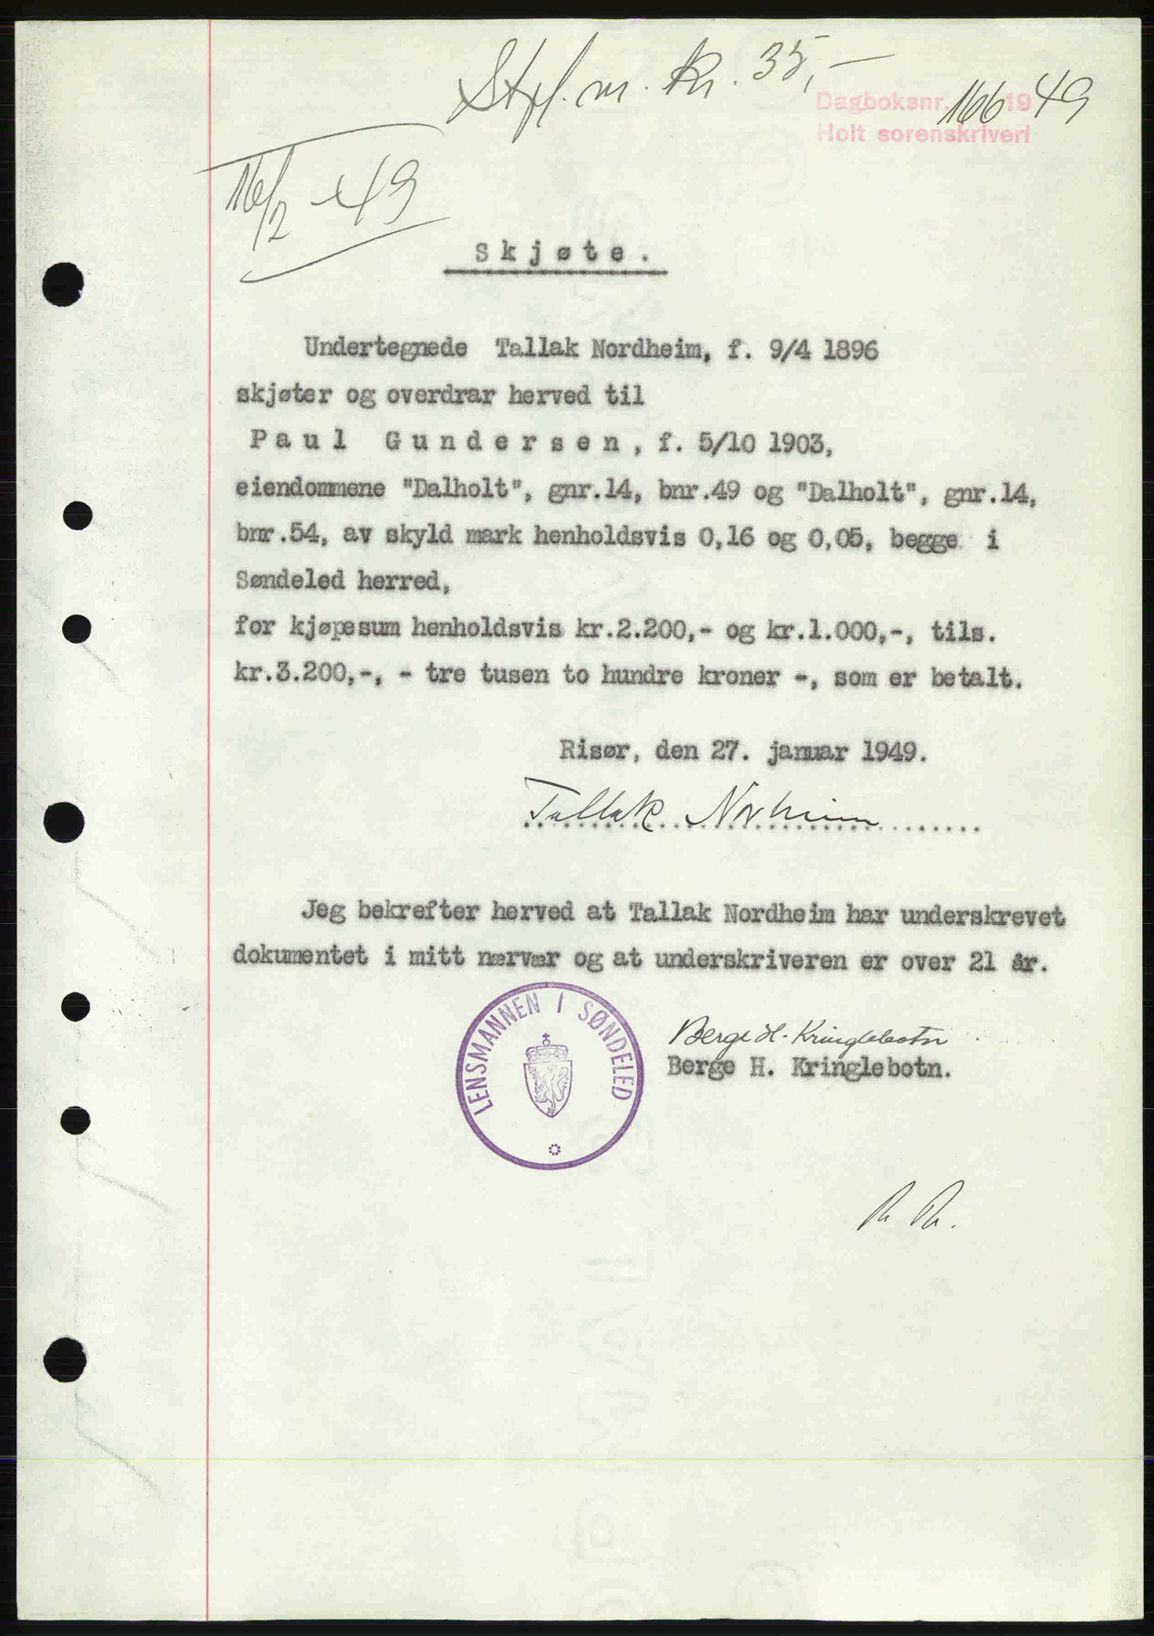 Stpl. m. kr. 35,-
Dagboksnr. 166 1949
Holt sorenskriveri
16/2-49
Skjøte.
Undertegnede Tallak Nordheim, f. 9/4 1896
skjøter og overdrar herved til
Paul Gundersen, f. 5/10 1903,
eiendommene "Dalholt", gnr.14, bnr.49 og "Dalholt", gnr.14,
bnr.54, av skyld mark henholdsvis 0,16 og 0,05, begge i
Søndeled herred,
for kjøpesum henholdsvis kr.2.200,- og kr.1.000,-, tils.
kr.3.200,-, - tre tusen to hundre kroner -, som er betalt.
Risør, den 27. januar 1949.
Tallak Norheim
Jeg bekrefter herved at Tallak Nordheim har underskrevet
dokumentet i mitt nærvær og at underskriveren er over 21 år.
LENSMANNEN I SØNDELED
Berge H. Kringlebotn
Berge H. Kringlebotn.